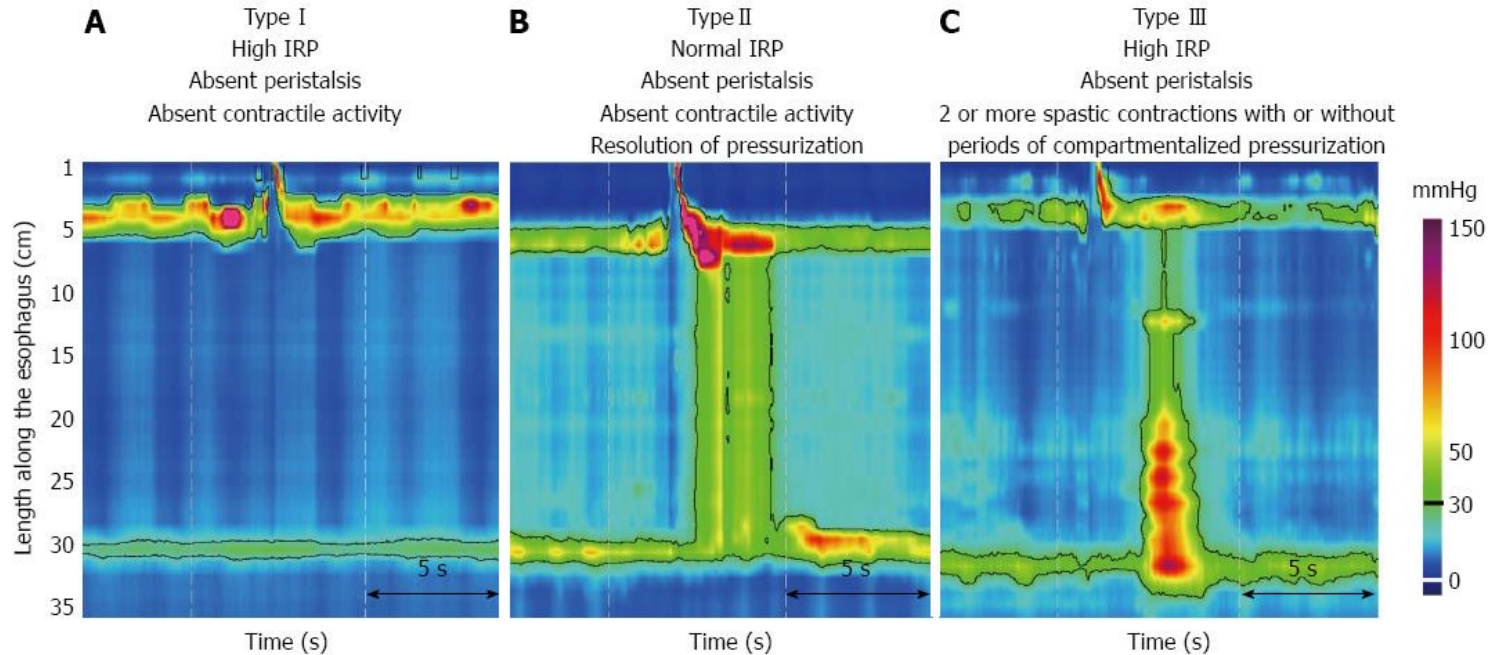 A
Type I
High IRP
Absent peristalsis
Absent contractile activity
B
Type II
Normal IRP
Absent peristalsis
Absent contractile activity
Resolution of pressurization
C
Type III
High IRP
Absent peristalsis
2 or more spastic contractions with or without
periods of compartmentalized pressurization
Length along the esophagus (cm)
1
5
10
15
20
25
30
35
5 s
5 s
5 s
Time (s)
Time (s)
Time (s)
mmHg
150
100
50
30
0